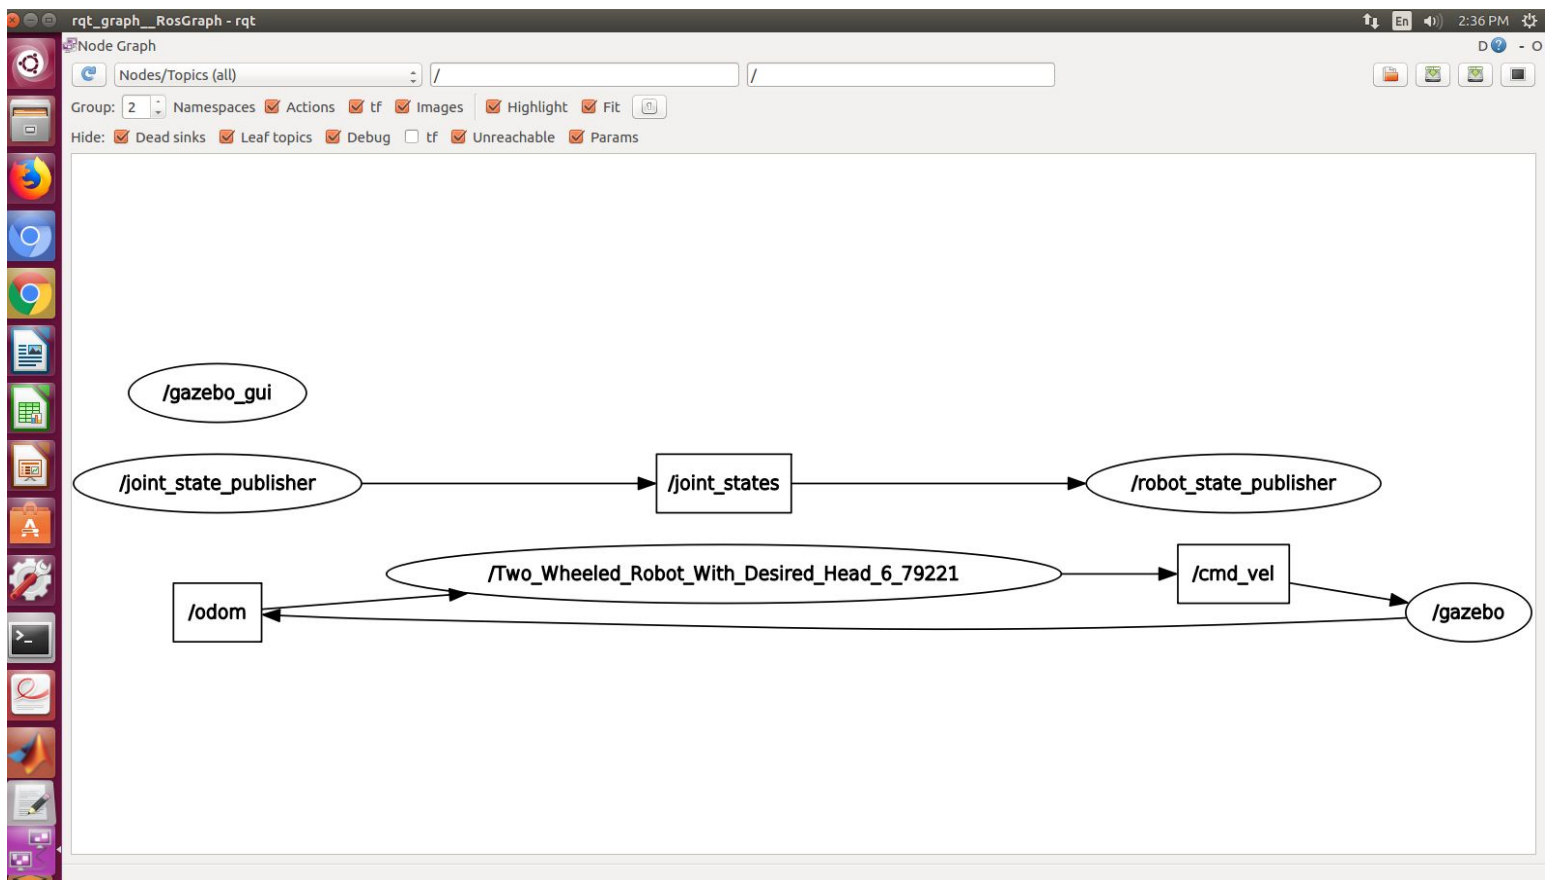 rqt_graph__RosGraph - rqt
En
2:36 PM
Node Graph
D
- O
Nodes/Topics (all)
/
/
Group: 2 Namespaces Actions tf Images Highlight Fit
Hide: Dead sinks Leaf topics Debug tf Unreachable Params
/gazebo_gui
/joint_state_publisher
/joint_states
/robot_state_publisher
/Two_Wheeled_Robot_With_Desired_Head_6_79221
/cmd_vel
/odom
/gazebo